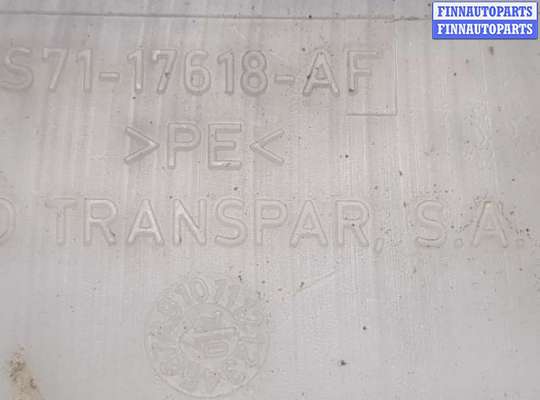 FINNAUTOPARTS
FINNAUTOPARTS
S71-17618-AF
>PE<
TRANSPAR, S.A.